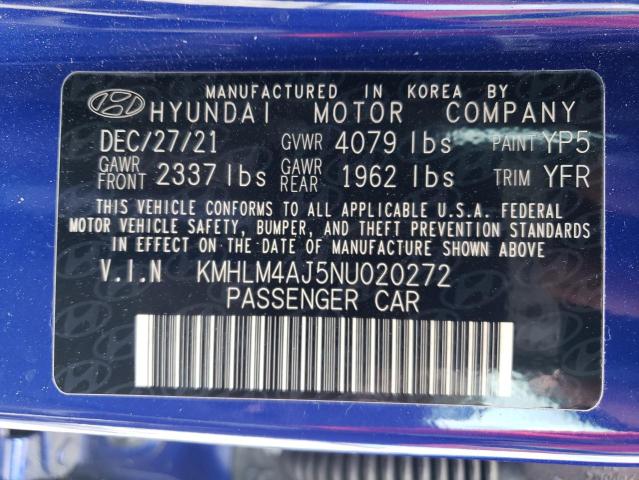 MANUFACTURED IN KOREA BY
HYUNDAI MOTOR COMPANY
DEC/27/21 GVWR 4079 lbs PAINT YP5
GAWR FRONT 2337 lbs GAWR REAR 1962 lbs TRIM YFR
THIS VEHICLE CONFORMS TO ALL APPLICABLE U.S.A. FEDERAL
MOTOR VEHICLE SAFETY, BUMPER, AND THEFT PREVENTION STANDARDS
SHOWN ABOVE IN EFFECT ON THE DATE OF MANUFACTURE
V.I.N KMHLM4AJ5NU020272
PASSENGER CAR